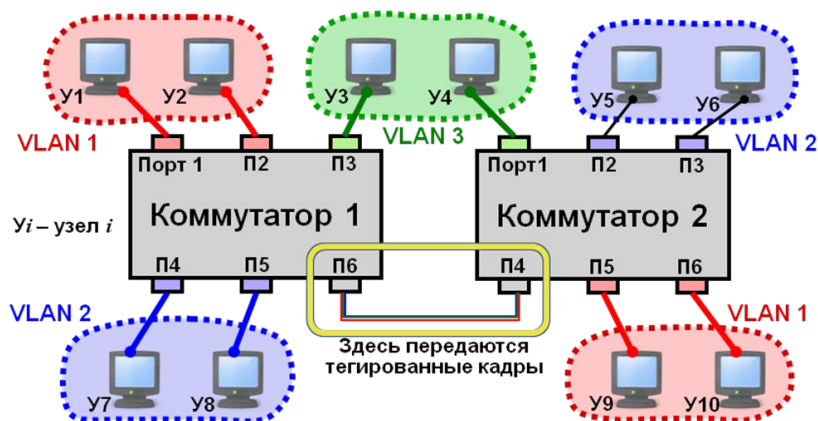 У1
У2
У3
У4
У5
У6
VLAN 1
VLAN 3
VLAN 2
Порт 1
П2
П3
Порт1
П2
П3
Уi – узел i
Коммутатор 1
Коммутатор 2
П4
П5
П6
П4
П5
П6
VLAN 2
VLAN 1
Здесь передаются
тегированные кадры
У7
У8
У9
У10